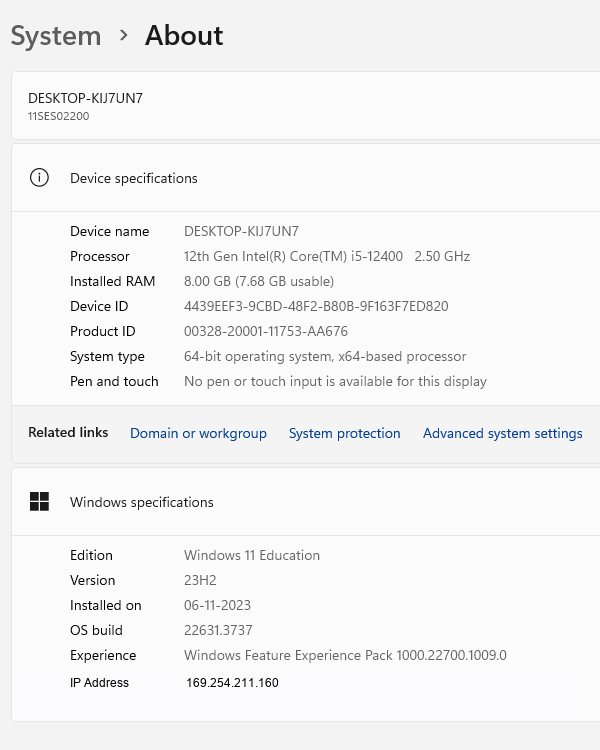 System > About
DESKTOP-KIJ7UN7
11SES02200
Device specifications
Device name DESKTOP-KIJ7UN7
Processor 12th Gen Intel(R) Core(TM) i5-12400 2.50 GHz
Installed RAM 8.00 GB (7.68 GB usable)
Device ID 4439EEF3-9CBD-48F2-B80B-9F163F7ED820
Product ID 00328-20001-11753-AA676
System type 64-bit operating system, x64-based processor
Pen and touch No pen or touch input is available for this display
Related links Domain or workgroup System protection Advanced system settings
Windows specifications
Edition Windows 11 Education
Version 23H2
Installed on 06-11-2023
OS build 22631.3737
Experience Windows Feature Experience Pack 1000.22700.1009.0
IP Address 169.254.211.160